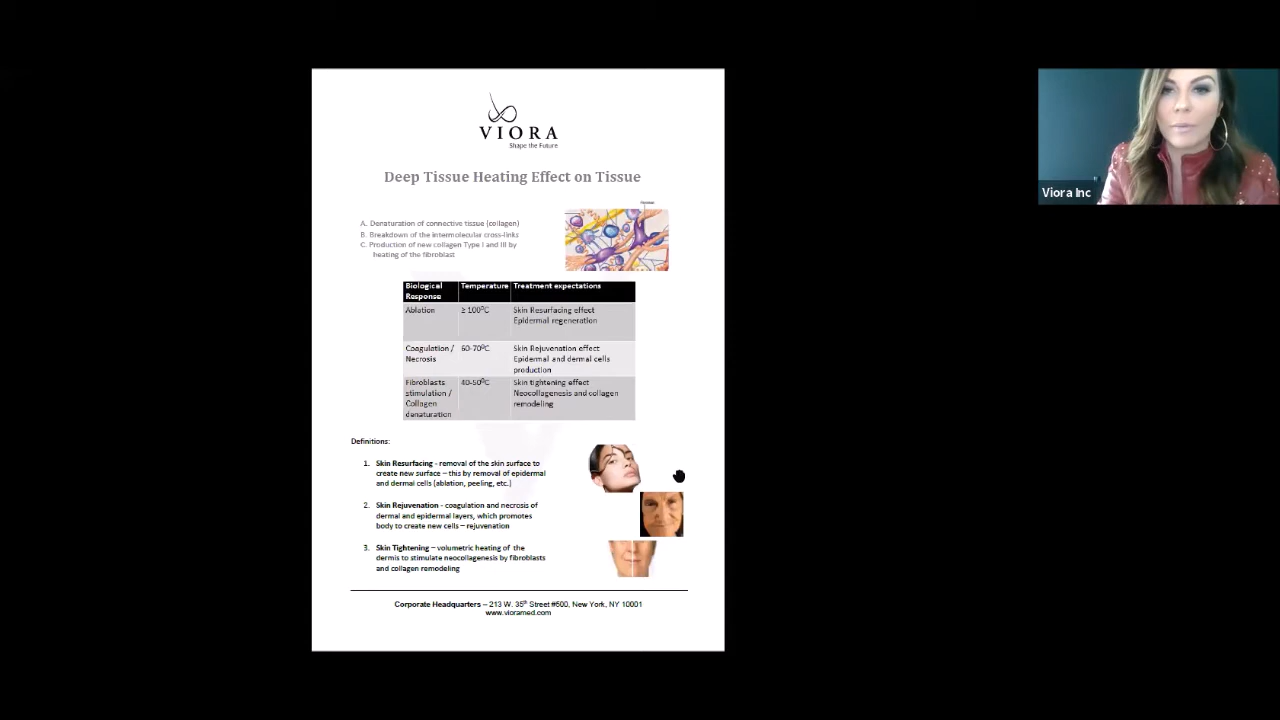 VIORA
Shape the Future
Deep Tissue Heating Effect on Tissue
A. Denaturation of connective tissue (collagen)
B. Breakdown of the intermolecular cross-links
C. Production of new collagen Type I and III by
heating of the fibroblast
Biological Response Temperature Treatment expectations
Ablation ≥ 100⁰C Skin Resurfacing effect
Epidermal regeneration
Coagulation / Necrosis 60-70⁰C Skin Rejuvenation effect
Epidermal and dermal cells
production
Fibroblasts stimulation / Collagen denaturation 40-50⁰C Skin tightening effect
Neocollagenesis and collagen
remodeling
Definitions:
1. Skin Resurfacing - removal of the skin surface to
create new surface – this by removal of epidermal
and dermal cells (ablation, peeling, etc.)
2. Skin Rejuvenation - coagulation and necrosis of
dermal and epidermal layers, which promotes
body to create new cells – rejuvenation
3. Skin Tightening – volumetric heating of the
dermis to stimulate neocollagenesis by fibroblasts
and collagen remodeling
Corporate Headquarters – 213 W. 35th Street #500, New York, NY 10001
www.vioramed.com
Viora Inc